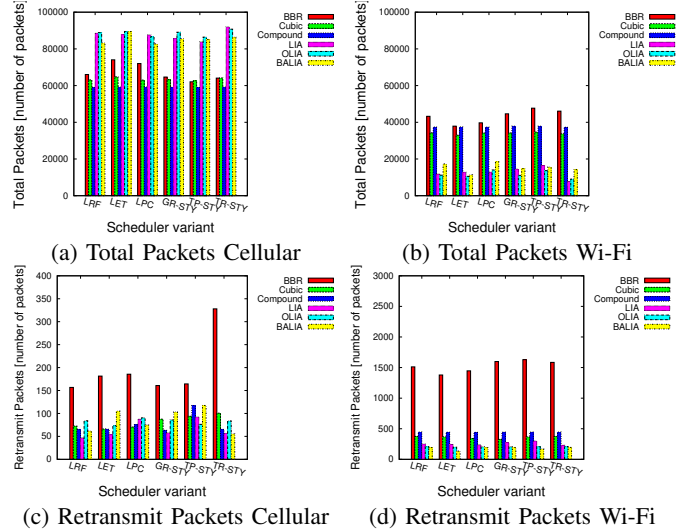 Total Packets [number of packets]
100000
80000
60000
40000
20000
0
BBR
Cubic
Compound
LIA
OLIA
BALIA
LRF
LET
LPC
GR-STY
TP-STY
TR-STY
Scheduler variant
(a) Total Packets Cellular
Total Packets [number of packets]
100000
80000
60000
40000
20000
0
BBR
Cubic
Compound
LIA
OLIA
BALIA
LRF
LET
LPC
GR-STY
TP-STY
TR-STY
Scheduler variant
(b) Total Packets Wi-Fi
Retransmit Packets [number of packets]
400
350
300
250
200
150
100
50
0
BBR
Cubic
Compound
LIA
OLIA
BALIA
LRF
LET
LPC
GR-STY
TP-STY
TR-STY
Scheduler variant
(c) Retransmit Packets Cellular
Retransmit Packets [number of packets]
3000
2500
2000
1500
1000
500
0
BBR
Cubic
Compound
LIA
OLIA
BALIA
LRF
LET
LPC
GR-STY
TP-STY
TR-STY
Scheduler variant
(d) Retransmit Packets Wi-Fi